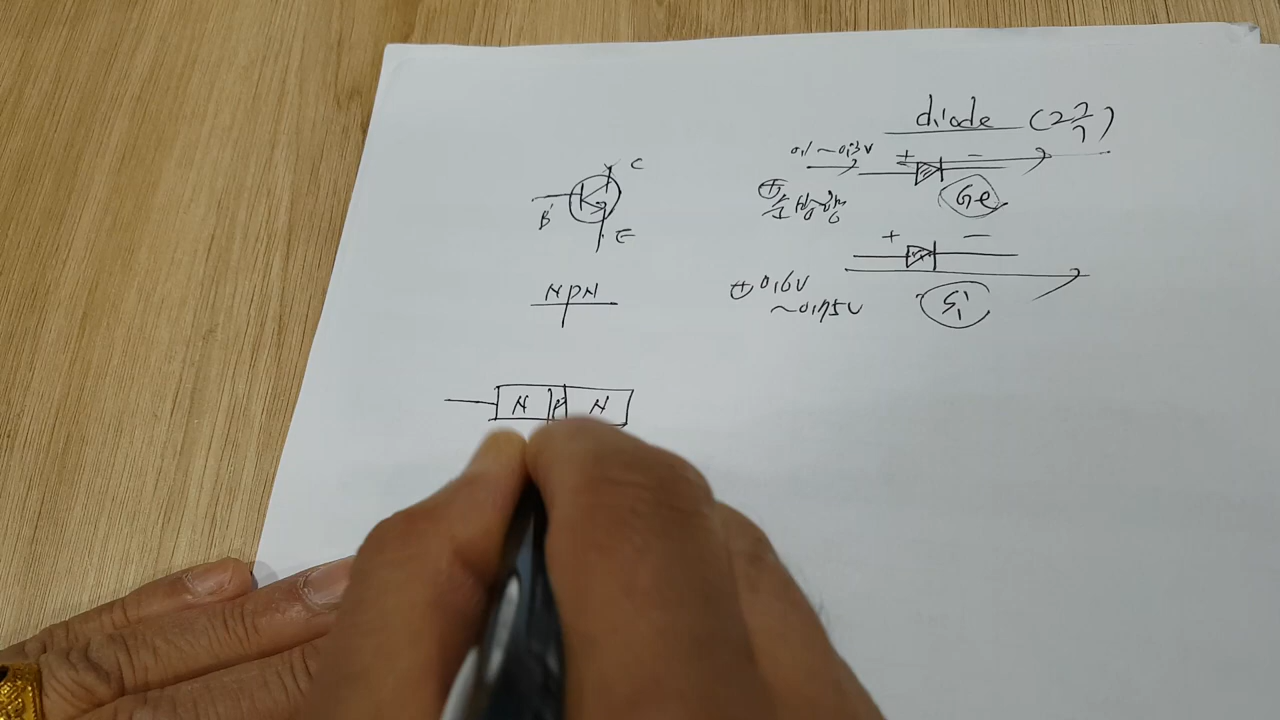 diode (2극)
0.1~0.3V
+ -
⊕ 순방향
Ge
+ -
⊕ 0.6V
~0.75V
Si
C
B
E
NPN
N P N